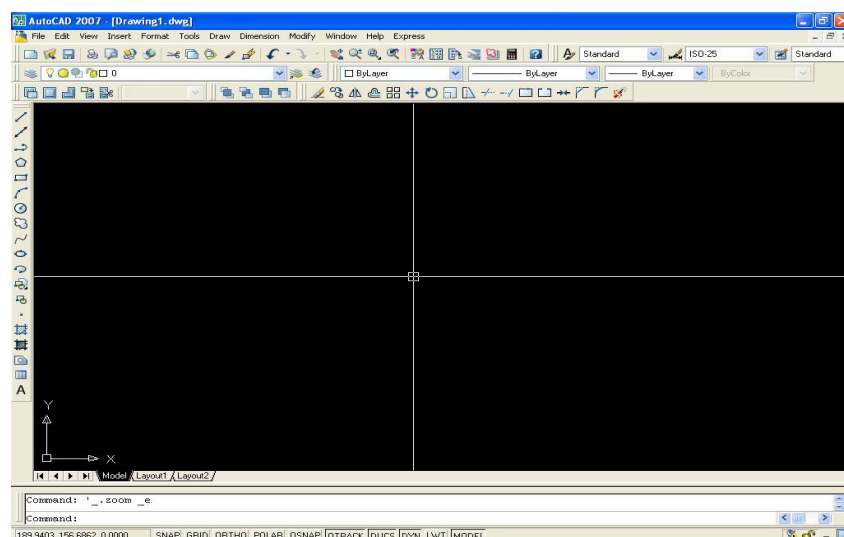 AutoCAD 2007 - [Drawing1.dwg]
File Edit View Insert Format Tools Draw Dimension Modify Window Help Express
Standard ISO-25 Standard
0 ByLayer ByLayer ByLayer ByColor
A
Y
X
Model Layout1 Layout2
Command: '_.zoom _e
Command:
189.9403, 156.6862, 0.0000 SNAP GRID ORTHO POLAR OSNAP OTRACK DUCS DYN LWT MODEL